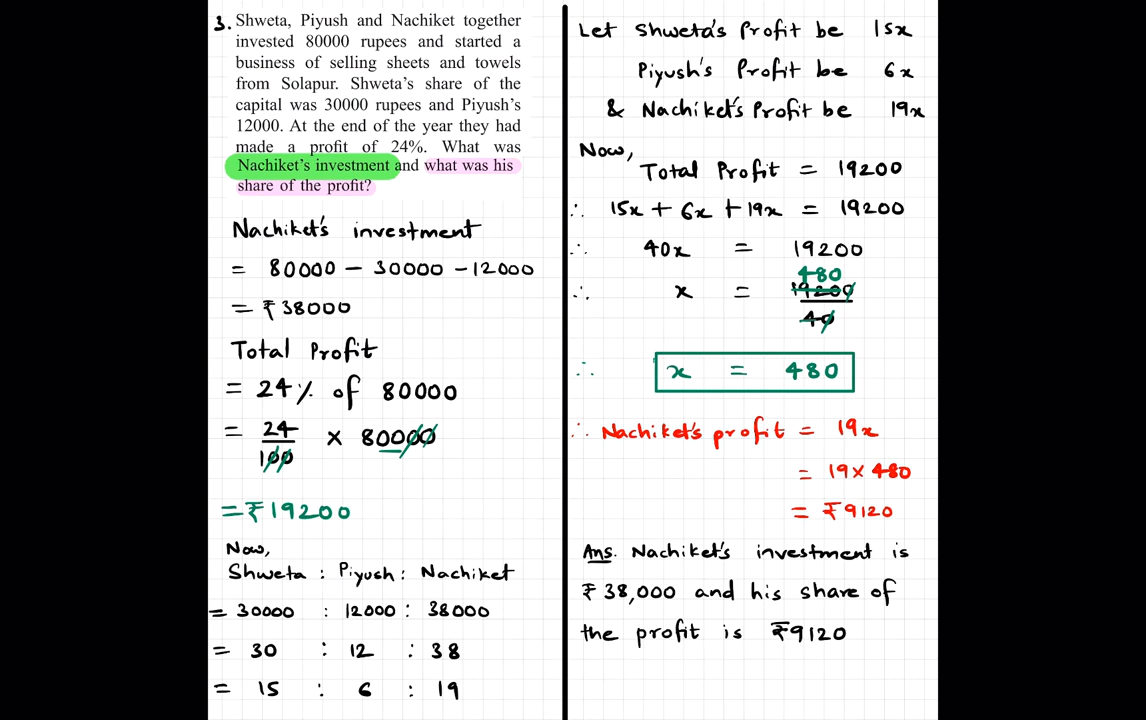 3. Shweta, Piyush and Nachiket together
invested 80000 rupees and started a
business of selling sheets and towels
from Solapur. Shweta's share of the
capital was 30000 rupees and Piyush's
12000. At the end of the year they had
made a profit of 24%. What was
Nachiket's investment and what was his
share of the profit?
Nachiket's investment
= 80000 - 30000 - 12000
= ₹38000
Total Profit
= 24% of 80000
= 24/100 × 80000
= ₹19200
Now,
Shweta : Piyush : Nachiket
= 30000 : 12000 : 38000
= 30 : 12 : 38
= 15 : 6 : 19
Let Shweta's Profit be 15x
Piyush's Profit be 6x
& Nachiket's Profit be 19x
Now,
Total Profit = 19200
∴ 15x + 6x + 19x = 19200
∴ 40x = 19200
480
∴ x = 19200/40
∴ x = 480
∴ Nachiket's profit = 19x
= 19 × 480
= ₹9120
Ans. Nachiket's investment is
₹38,000 and his share of
the profit is ₹9120